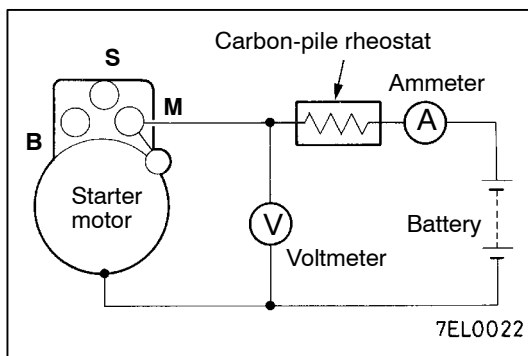 Carbon-pile rheostat
S
Ammeter
M
A
B
Starter
motor
V
Battery
Voltmeter
7EL0022